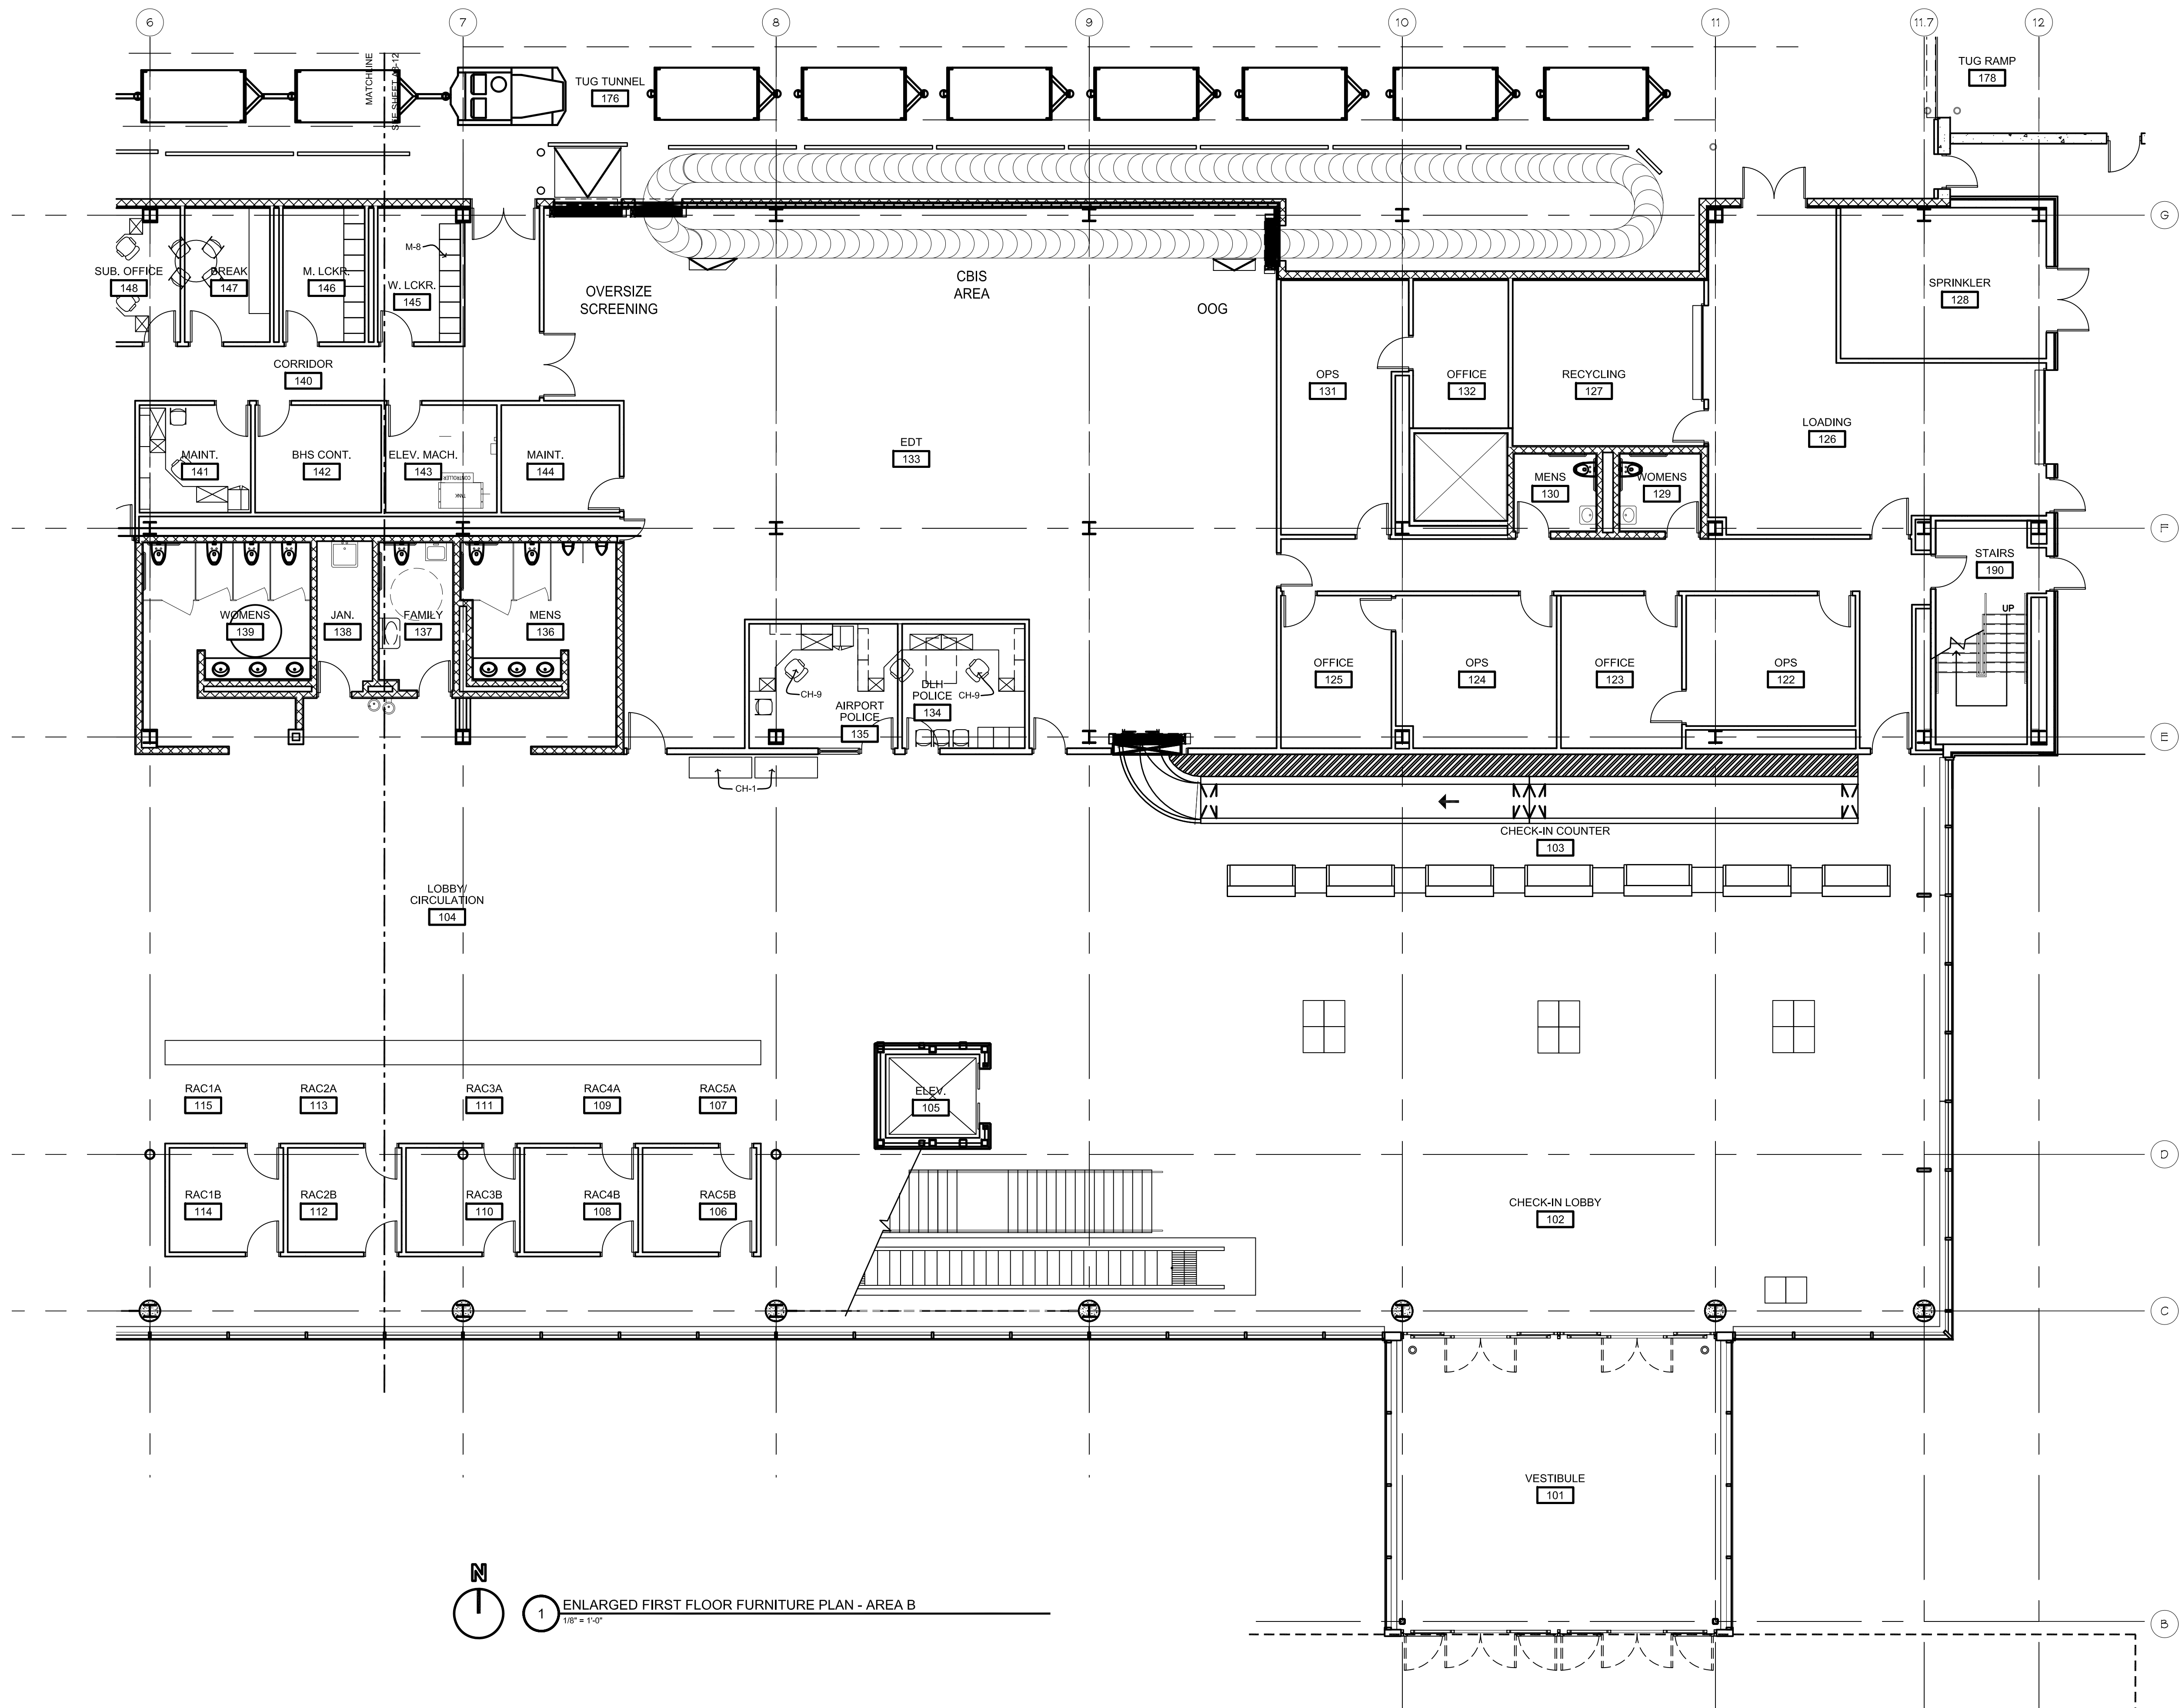 6
7
8
9
10
11
11.7
12
MATCHLINE
TUG TUNNEL
176
TUG RAMP
178
G
M-8
SUB. OFFICE
148
BREAK
147
M. LCKR.
146
W. LCKR.
145
OVERSIZE
SCREENING
CBIS
AREA
OOG
SPRINKLER
128
CORRIDOR
140
OPS
131
OFFICE
132
RECYCLING
127
LOADING
126
MAINT.
141
BHS CONT.
142
ELEV. MACH.
143
CONTROLLER
TANK
MAINT.
144
EDT
133
MENS
130
WOMENS
129
F
STAIRS
190
UP
WOMENS
139
JAN.
138
FAMILY
137
MENS
136
CH-9
AIRPORT
POLICE
135
DLH
POLICE
134
CH-9
OFFICE
125
OPS
124
OFFICE
123
OPS
122
E
CH-1
CHECK-IN COUNTER
103
LOBBY/
CIRCULATION
104
RAC1A
115
RAC2A
113
RAC3A
111
RAC4A
109
RAC5A
107
ELEV.
105
D
RAC1B
114
RAC2B
112
RAC3B
110
RAC4B
108
RAC5B
106
CHECK-IN LOBBY
102
C
VESTIBULE
101
N
1
ENLARGED FIRST FLOOR FURNITURE PLAN - AREA B
1/8" = 1'-0"
B